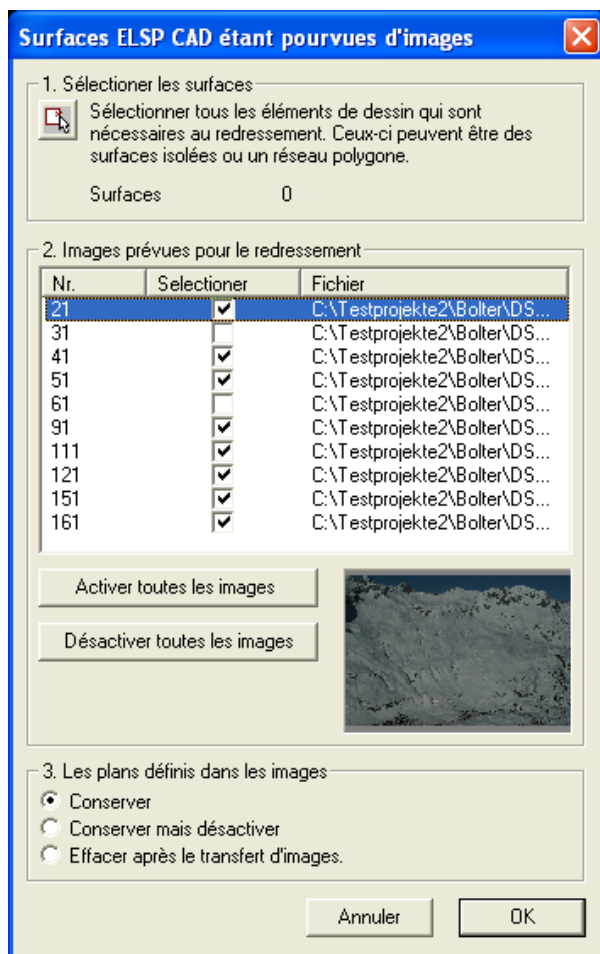 Surfaces ELSP CAD étant pourvues d'images
1. Sélectioner les surfaces
Sélectionner tous les éléments de dessin qui sont
nécessaires au redressement. Ceux-ci peuvent être des
surfaces isolées ou un réseau polygone.
Surfaces 0
2. Images prévues pour le redressement
Nr. Selectioner Fichier
21 C:\Testprojekte2\Bolter\DS...
31 C:\Testprojekte2\Bolter\DS...
41 C:\Testprojekte2\Bolter\DS...
51 C:\Testprojekte2\Bolter\DS...
61 C:\Testprojekte2\Bolter\DS...
91 C:\Testprojekte2\Bolter\DS...
111 C:\Testprojekte2\Bolter\DS...
121 C:\Testprojekte2\Bolter\DS...
151 C:\Testprojekte2\Bolter\DS...
161 C:\Testprojekte2\Bolter\DS...
Activer toutes les images
Désactiver toutes les images
3. Les plans définis dans les images
Conserver
Conserver mais désactiver
Effacer après le transfert d'images.
Annuler OK